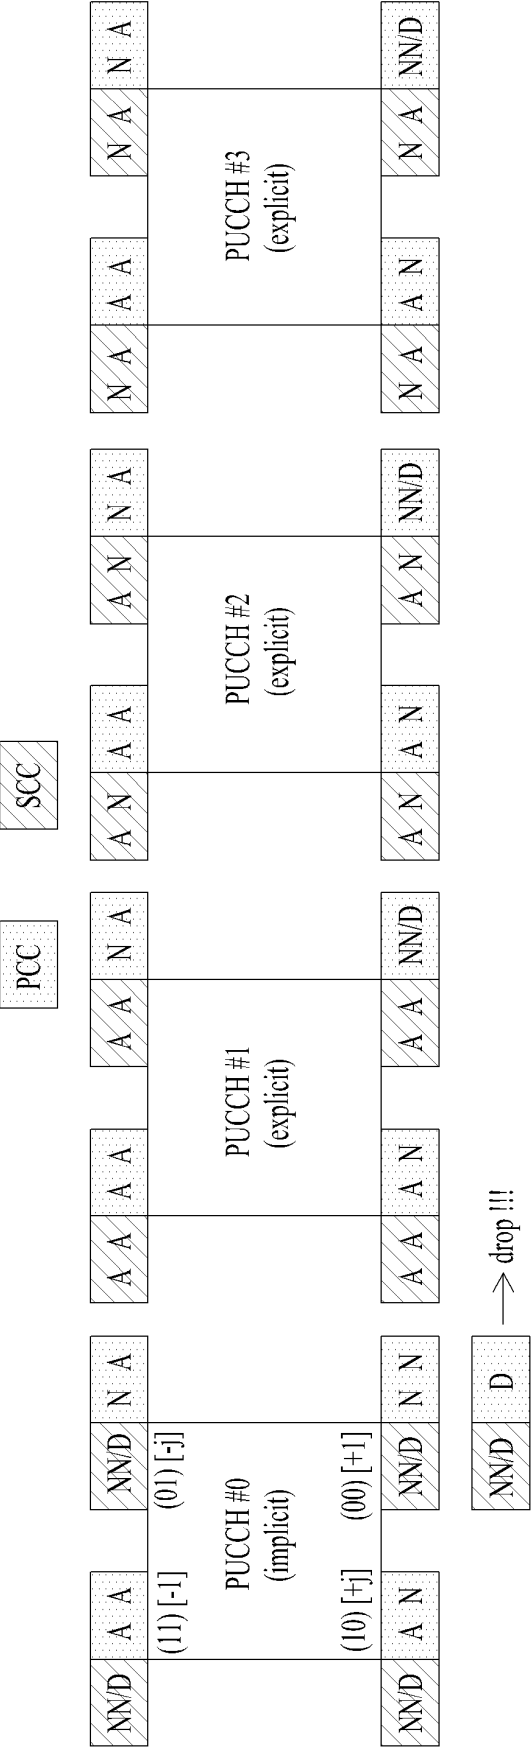 PCC SCC
NN/D A A NN/D N A A A A A A A N A A N A A A N N A N A A A N A N A
(11) [-1] (01) [-j]
PUCCH #0 PUCCH #1 PUCCH #2 PUCCH #3
(implicit) (explicit) (explicit) (explicit)
(10) [+j] (00) [+1]
NN/D A N NN/D N N A A A N A A NN/D A N A N A N NN/D N A A N N A NN/D
NN/D D → drop !!!